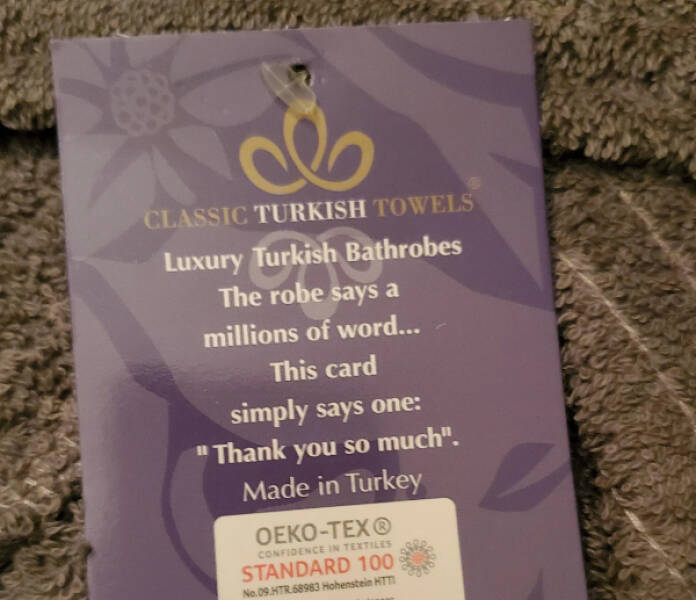 CLASSIC TURKISH TOWELS®
Luxury Turkish Bathrobes
The robe says a
millions of word...
This card
simply says one:
"Thank you so much".
Made in Turkey
OEKO-TEX®
CONFIDENCE IN TEXTILES
STANDARD 100
No.09.HTR.68983 Hohenstein HTTI